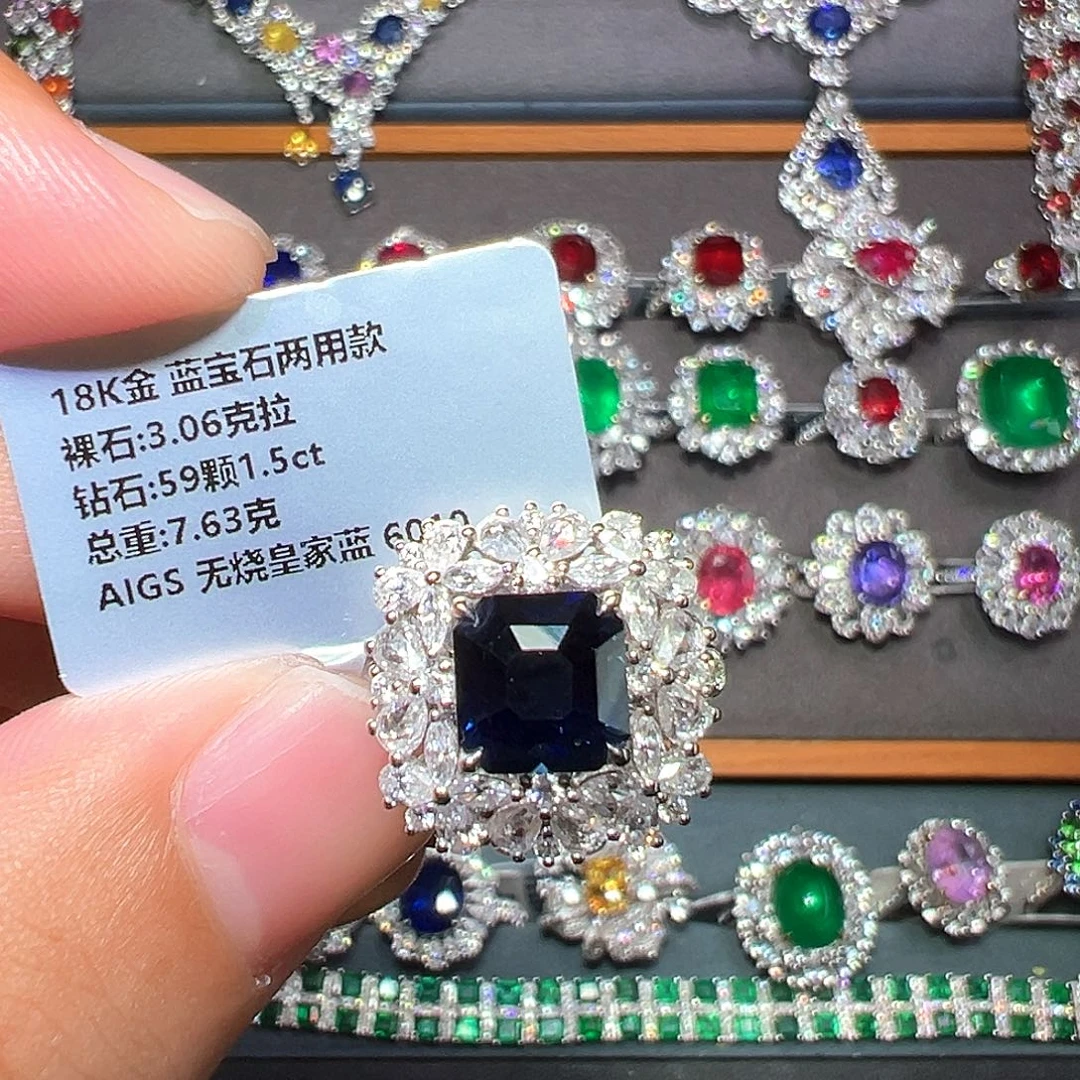 18K金 蓝宝石两用款
裸石:3.06克拉
钻石:59颗1.5ct
总重:7.63克
AIGS 无烧皇家蓝